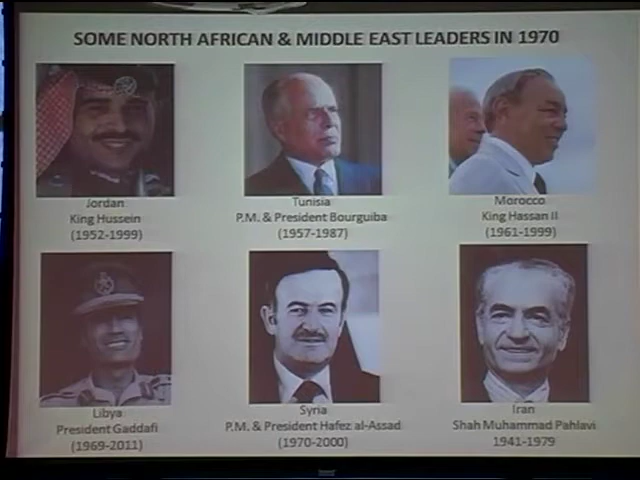 SOME NORTH AFRICAN & MIDDLE EAST LEADERS IN 1970
Jordan
King Hussein
(1952-1999)
Tunisia
P.M. & President Bourguiba
(1957-1987)
Morocco
King Hassan II
(1961-1999)
Libya
President Gaddafi
(1969-2011)
Syria
P.M. & President Hafez al-Assad
(1970-2000)
Iran
Shah Muhammad Pahlavi
1941-1979